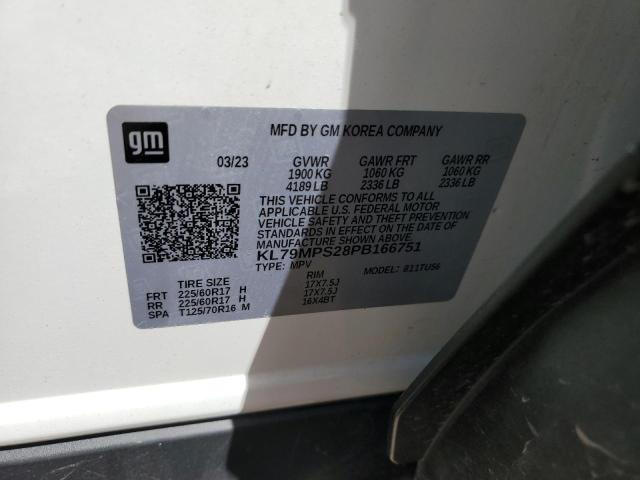 gm
MFD BY GM KOREA COMPANY
03/23 GVWR GAWR FRT GAWR RR
1900 KG 1060 KG 1060 KG
4189 LB 2336 LB 2336 LB
THIS VEHICLE CONFORMS TO ALL
APPLICABLE U.S. FEDERAL MOTOR
VEHICLE SAFETY AND THEFT PREVENTION
STANDARDS IN EFFECT ON THE DATE OF
MANUFACTURE SHOWN ABOVE.
KL79MPS28PB166751
TYPE: MPV MODEL: 811TU56
TIRE SIZE RIM
FRT 225/60R17 H 17X7.5J
RR 225/60R17 H 17X7.5J
SPA T125/70R16 M 16X4BT